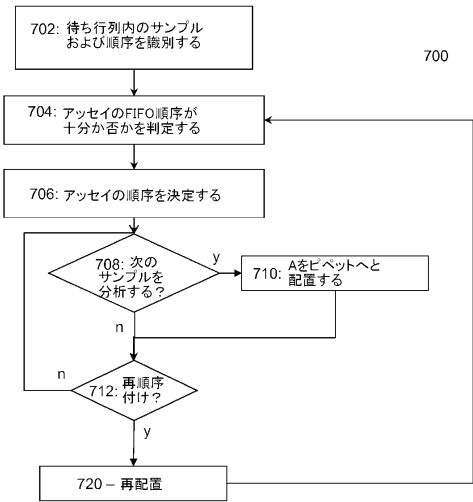 702: 待ち行列内のサンプル
および順序を識別する
700
704: アッセイのFIFO順序が
十分か否かを判定する
706: アッセイの順序を決定する
708: 次の
サンプルを
分析する？
y
710: Aをピペットへと
配置する
n
n
712: 再順序
付け？
y
720 – 再配置